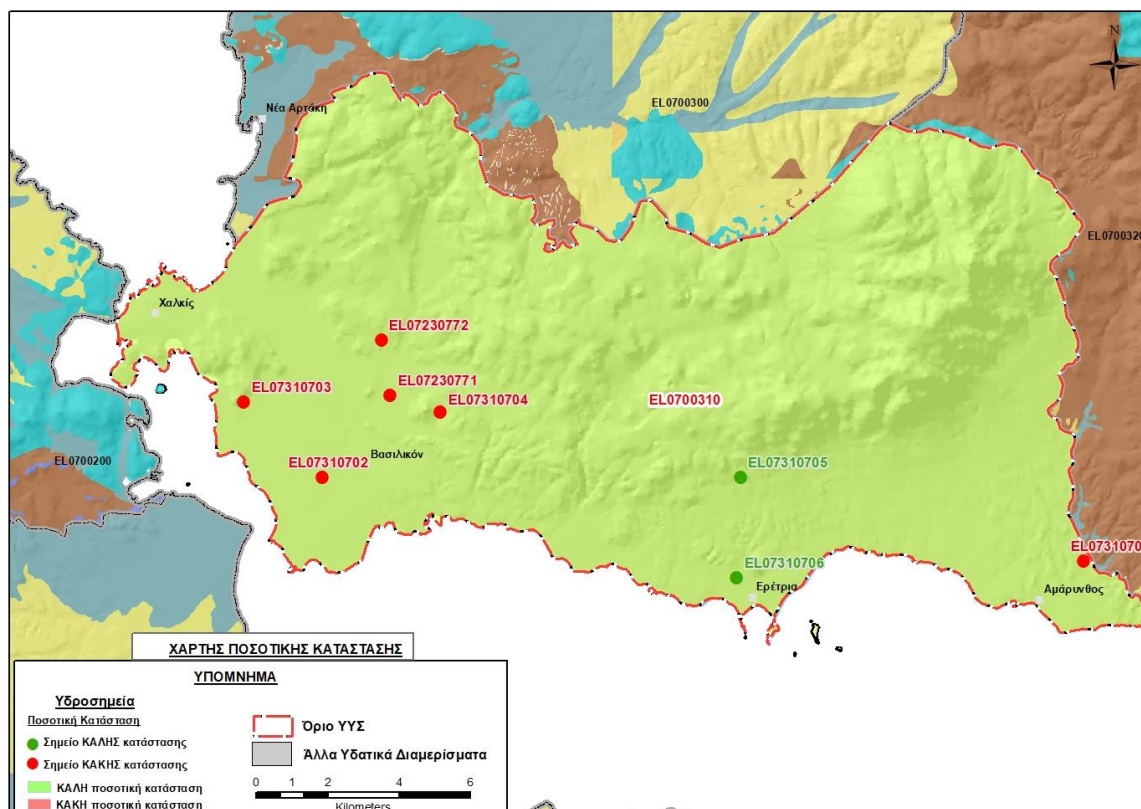 N
Νέα Αρτάκη
EL0700300
EL0700320
Χαλκίς
EL07230772
EL07230771
EL07310703
EL07310704
EL0700310
Βασιλικόν
EL0700200
EL07310702
EL07310705
EL07310706
Ερέτρια
EL0731070
Αμάρυνθος
ΧΑΡΤΗΣ ΠΟΣΟΤΙΚΗΣ ΚΑΤΑΣΤΑΣΗΣ
ΥΠΟΜΝΗΜΑ
Υδροσημεία
Ποσοτική Κατάσταση
Σημείο ΚΑΛΗΣ κατάστασης
Σημείο ΚΑΚΗΣ κατάστασης
ΚΑΛΗ ποσοτική κατάσταση
ΚΑΚΗ ποσοτική κατάσταση
Όριο ΥΥΣ
Άλλα Υδατικά Διαμερίσματα
0 1 2 4 6
Kilometers